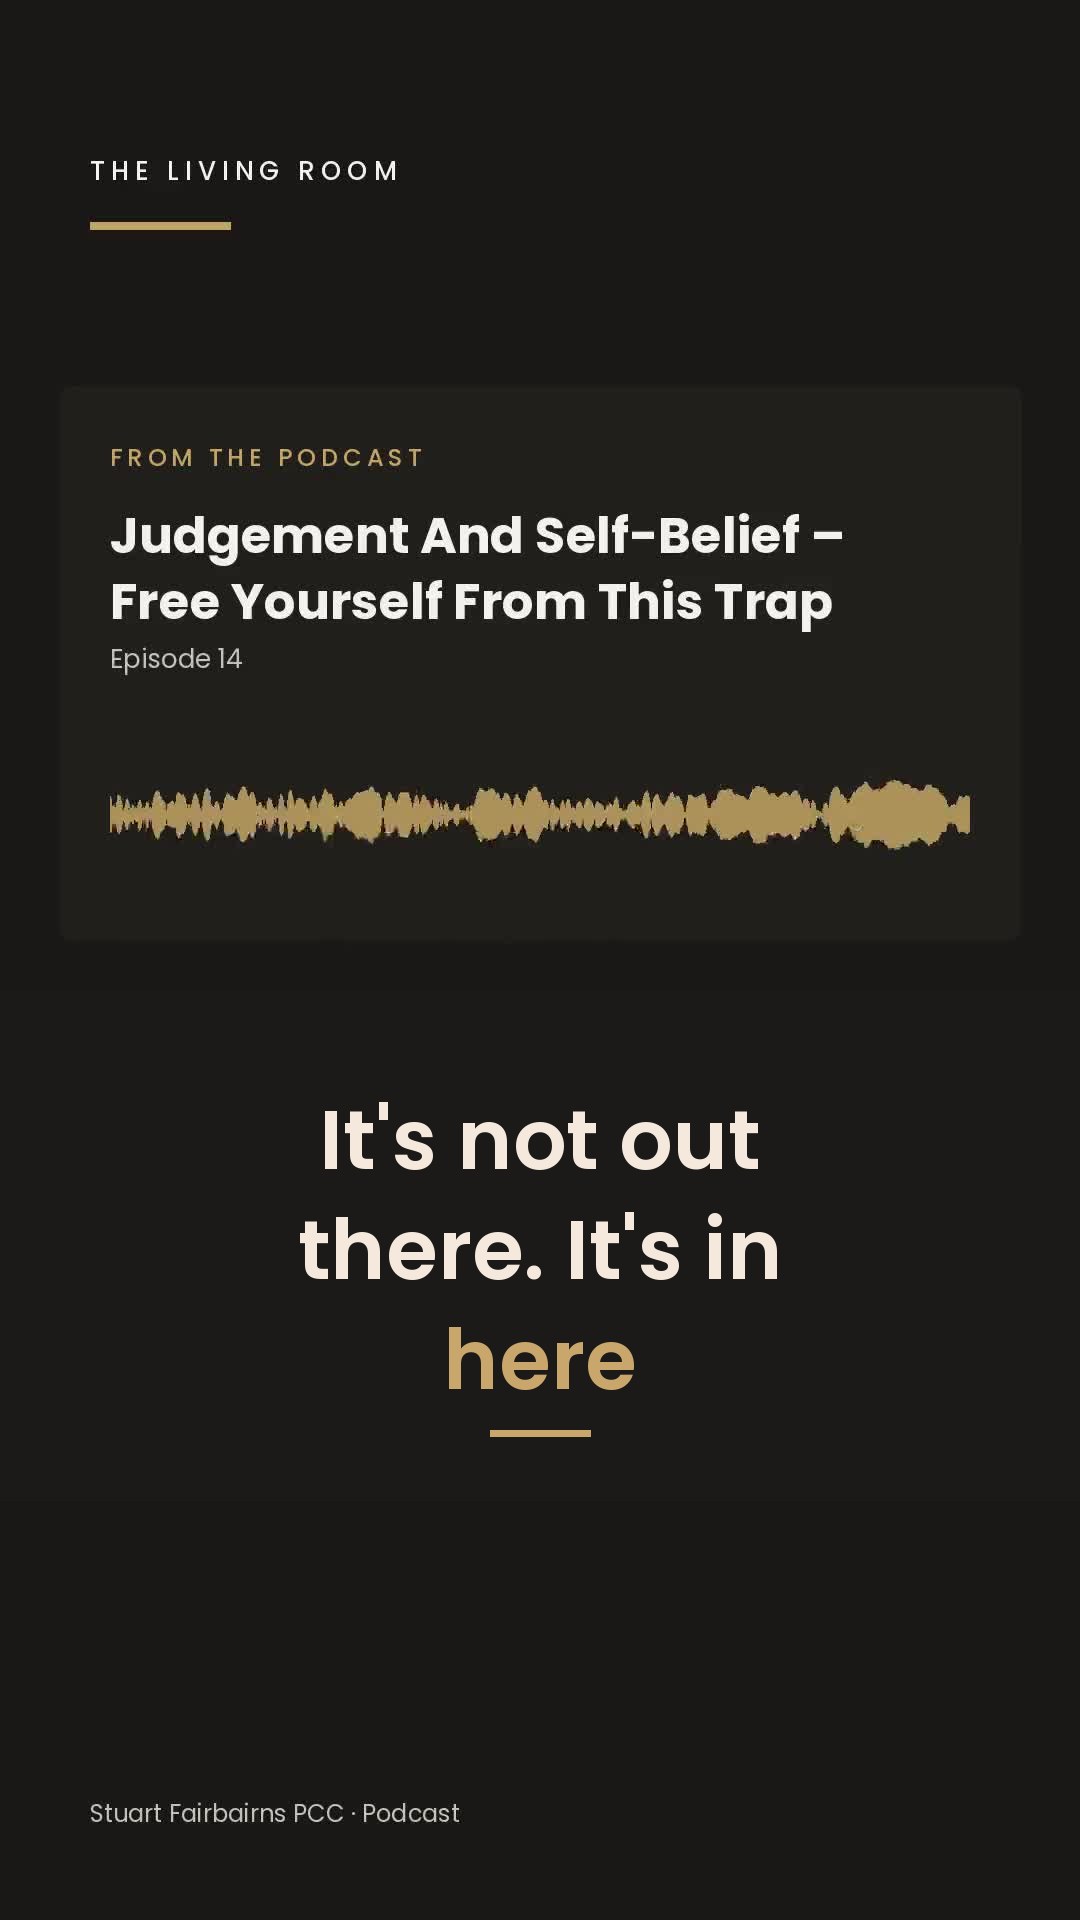 THE LIVING ROOM
FROM THE PODCAST
Judgement And Self-Belief –
Free Yourself From This Trap
Episode 14
It's not out
there. It's in
here
Stuart Fairbairns PCC · Podcast